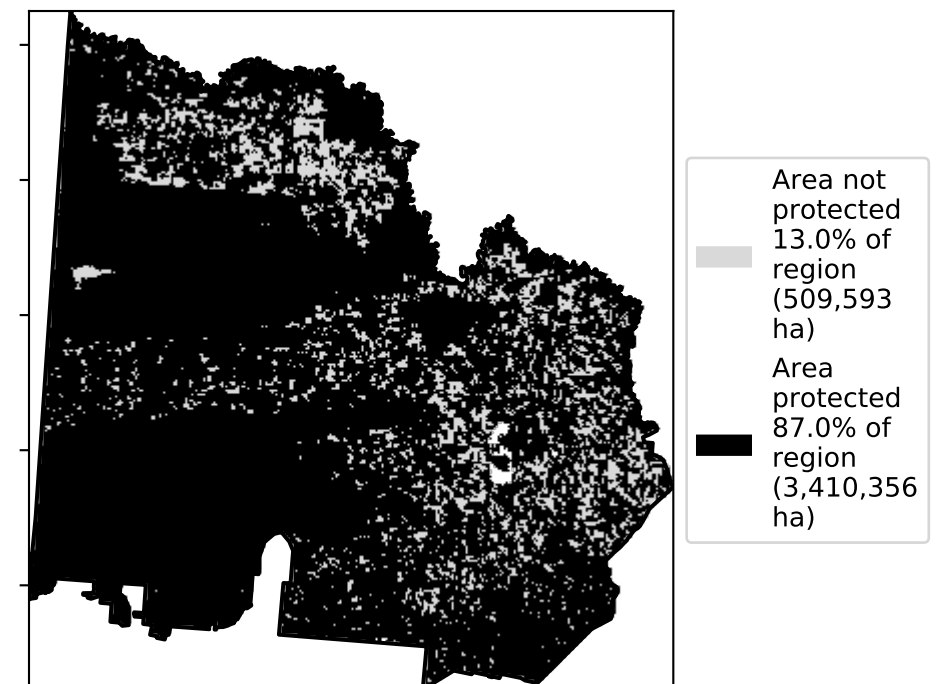 Area not
protected
13.0% of
region
(509,593
ha)
Area
protected
87.0% of
region
(3,410,356
ha)